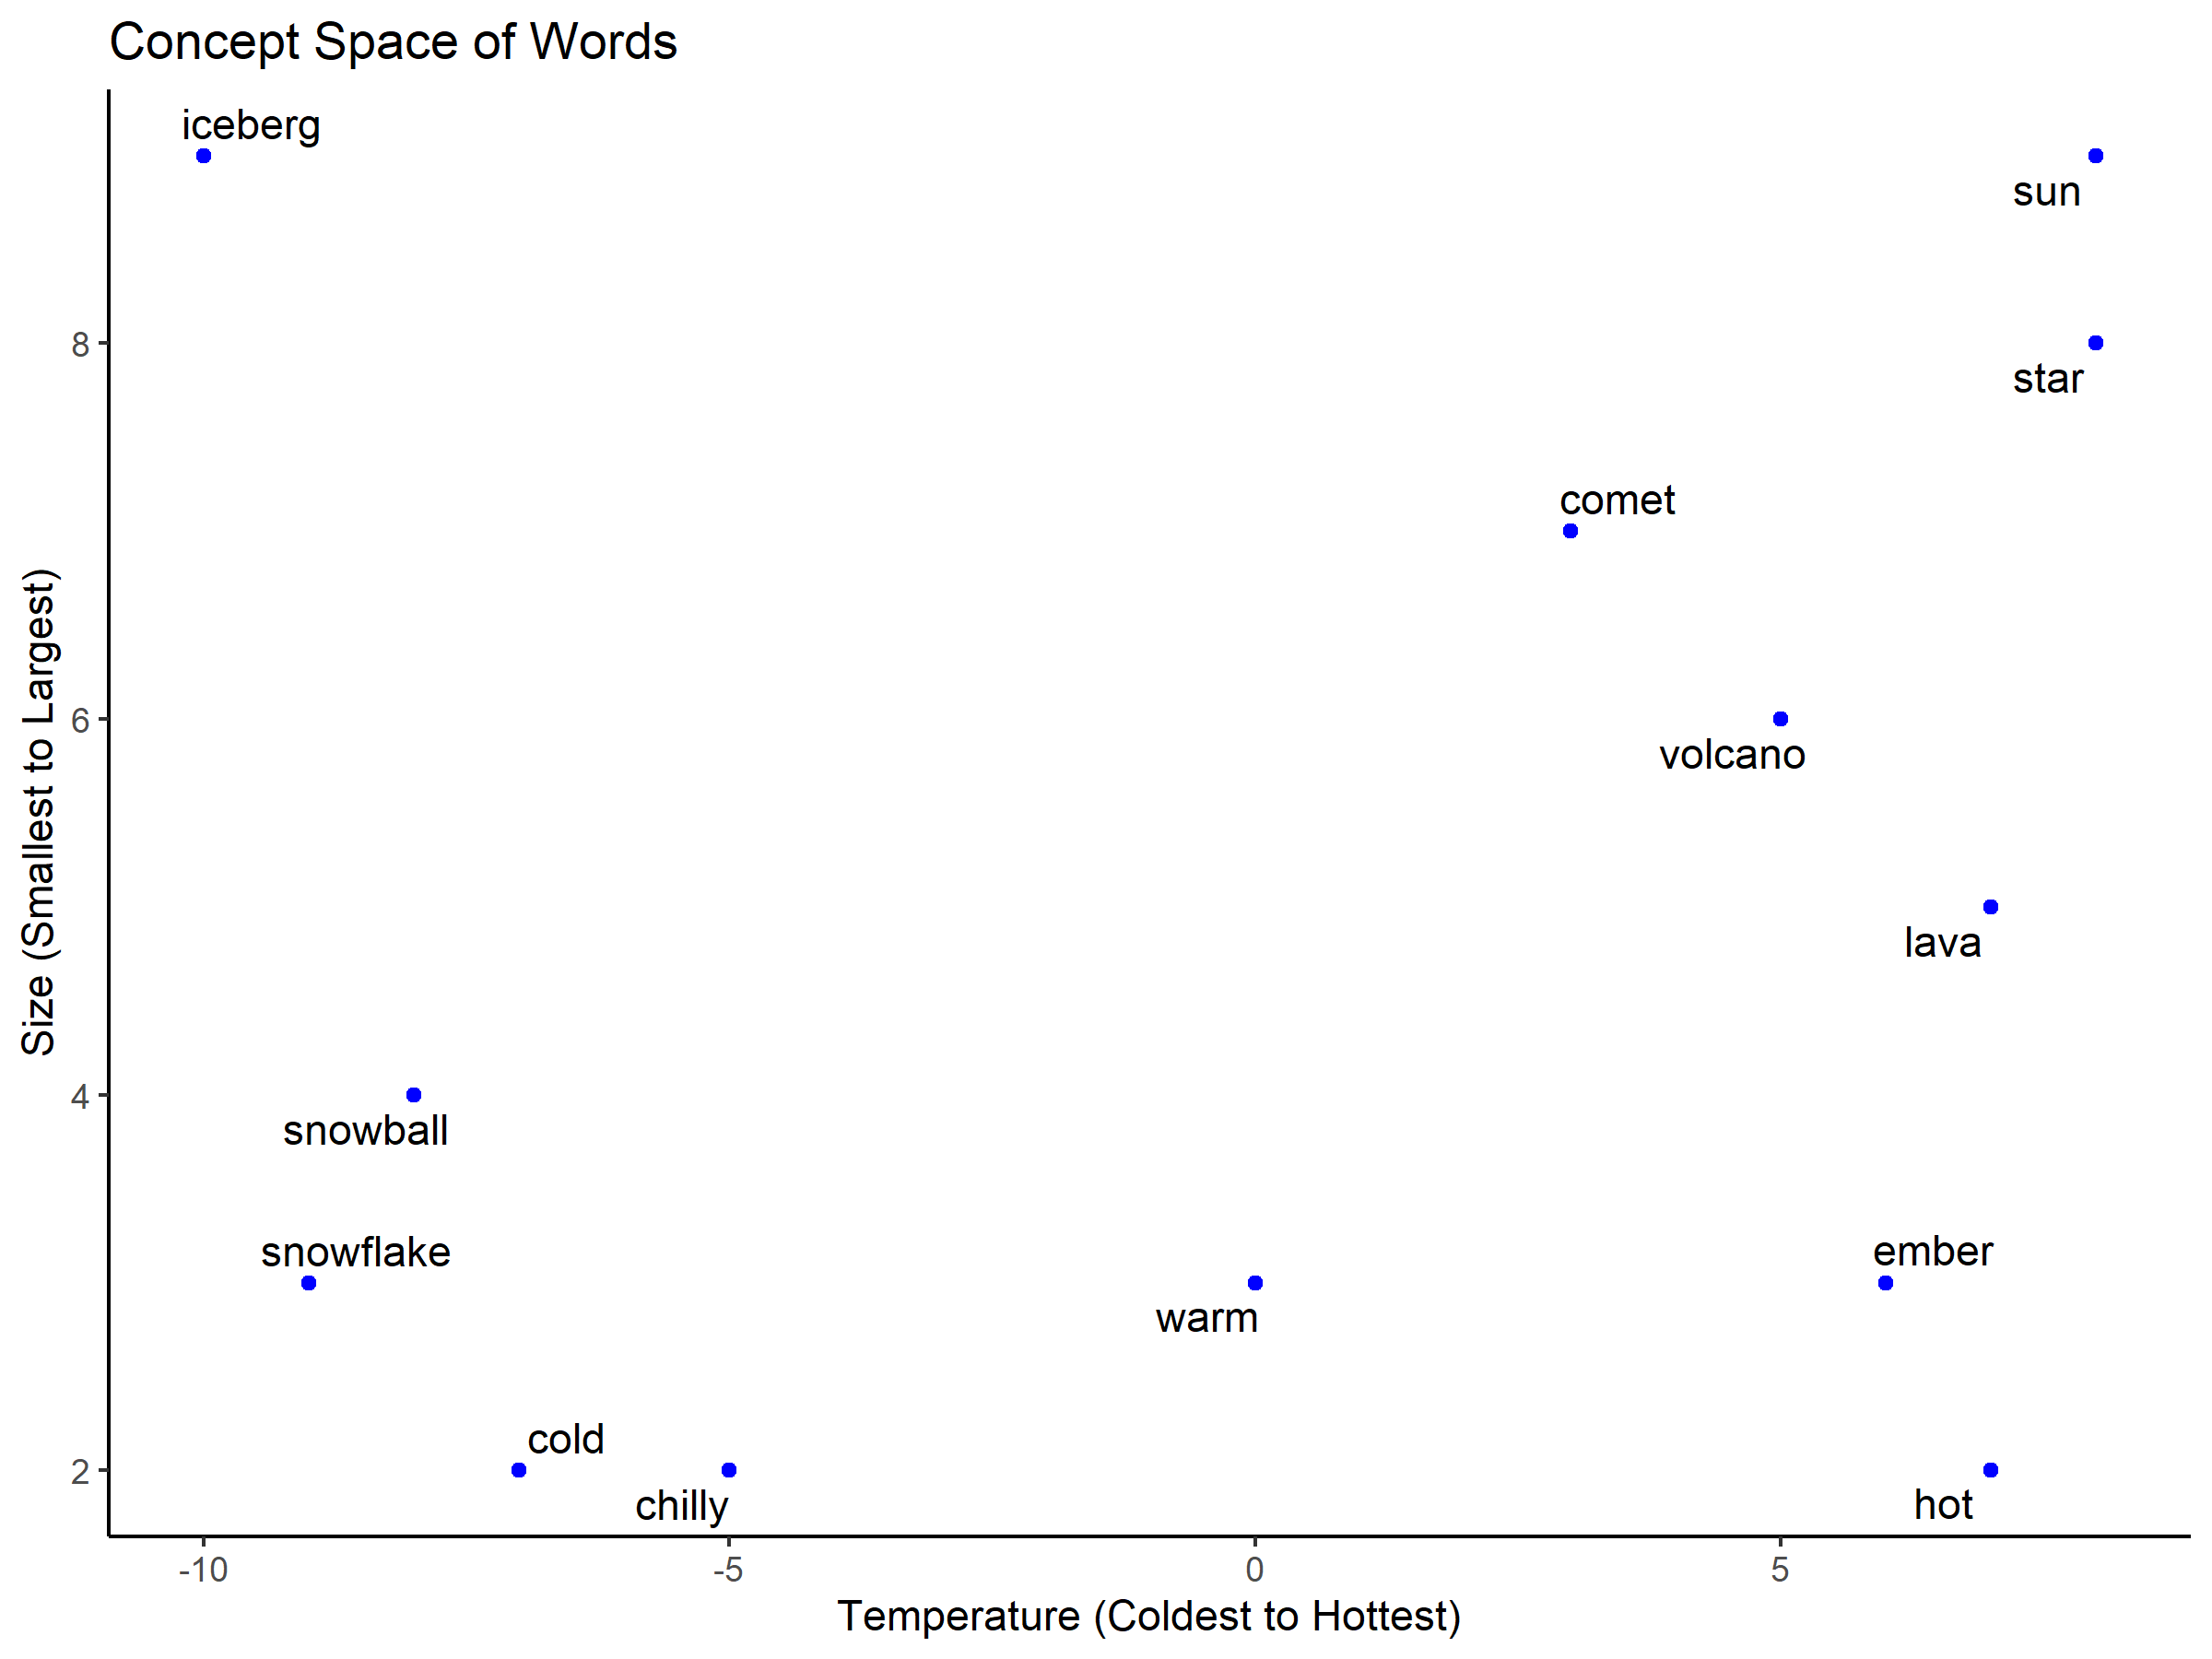 Concept Space of Words
iceberg
sun
8
star
comet
Size (Smallest to Largest)
6
volcano
lava
4
snowball
snowflake
ember
warm
cold
2
chilly
hot
-10 -5 0 5
Temperature (Coldest to Hottest)